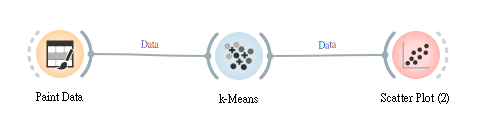 Data
Data
Paint Data
k-Means
Scatter Plot (2)